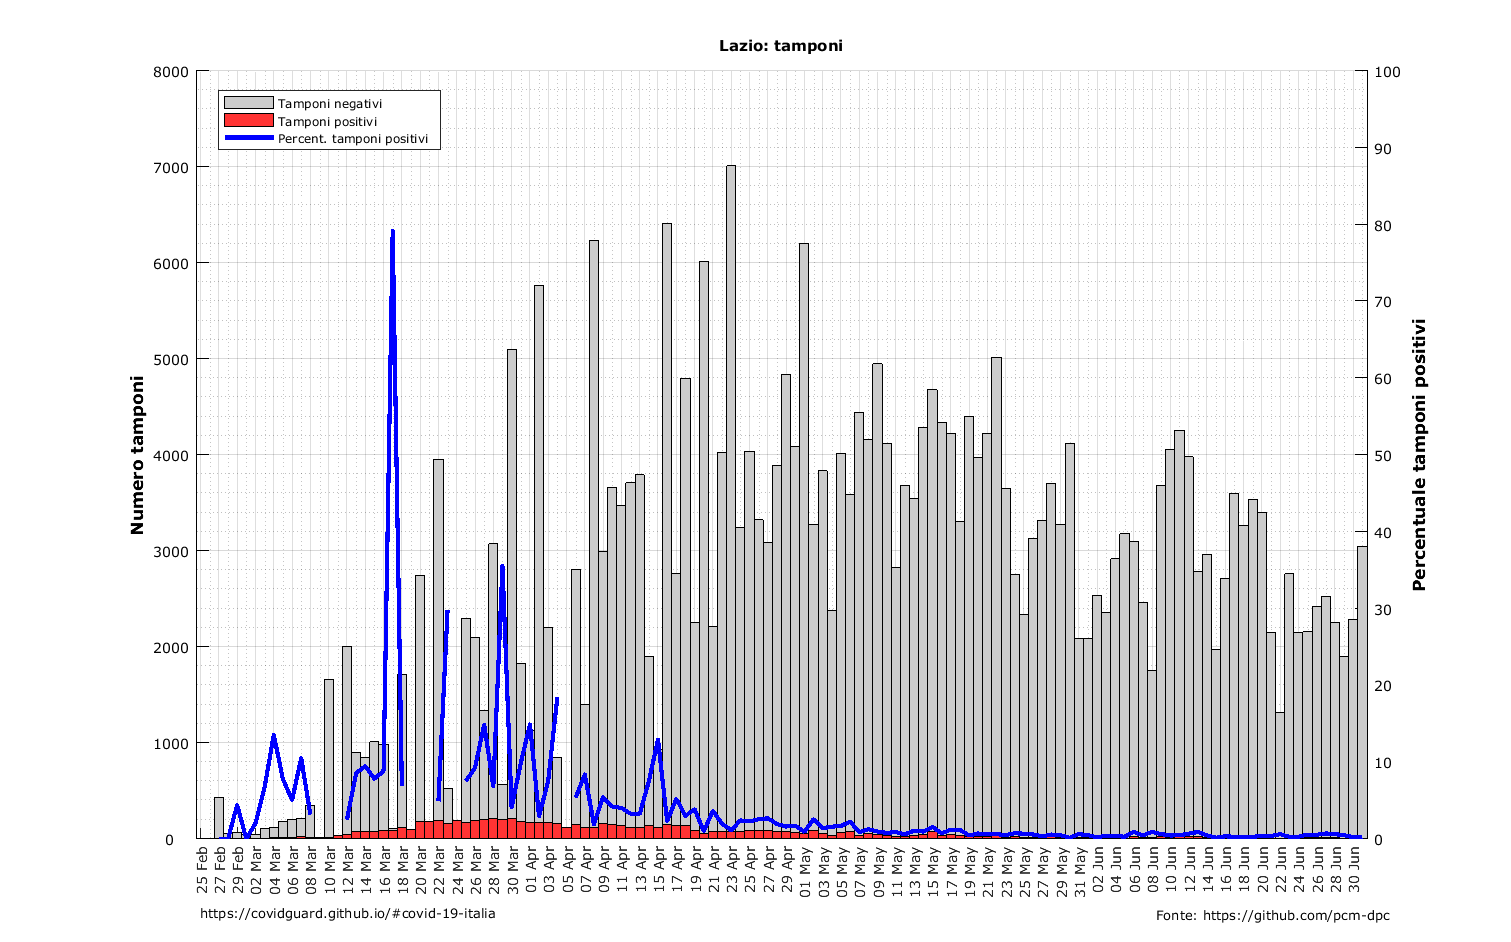 Lazio: tamponi
Tamponi negativi
Tamponi positivi
Percent. tamponi positivi
Numero tamponi
8000
7000
6000
5000
4000
3000
2000
1000
0
Percentuale tamponi positivi
100
90
80
70
60
50
40
30
20
10
0
25 Feb
27 Feb
29 Feb
02 Mar
04 Mar
06 Mar
08 Mar
10 Mar
12 Mar
14 Mar
16 Mar
18 Mar
20 Mar
22 Mar
24 Mar
26 Mar
28 Mar
30 Mar
01 Apr
03 Apr
05 Apr
07 Apr
09 Apr
11 Apr
13 Apr
15 Apr
17 Apr
19 Apr
21 Apr
23 Apr
25 Apr
27 Apr
29 Apr
01 May
03 May
05 May
07 May
09 May
11 May
13 May
15 May
17 May
19 May
21 May
23 May
25 May
27 May
29 May
31 May
02 Jun
04 Jun
06 Jun
08 Jun
10 Jun
12 Jun
14 Jun
16 Jun
18 Jun
20 Jun
22 Jun
24 Jun
26 Jun
28 Jun
30 Jun
https://covidguard.github.io/#covid-19-italia
Fonte: https://github.com/pcm-dpc